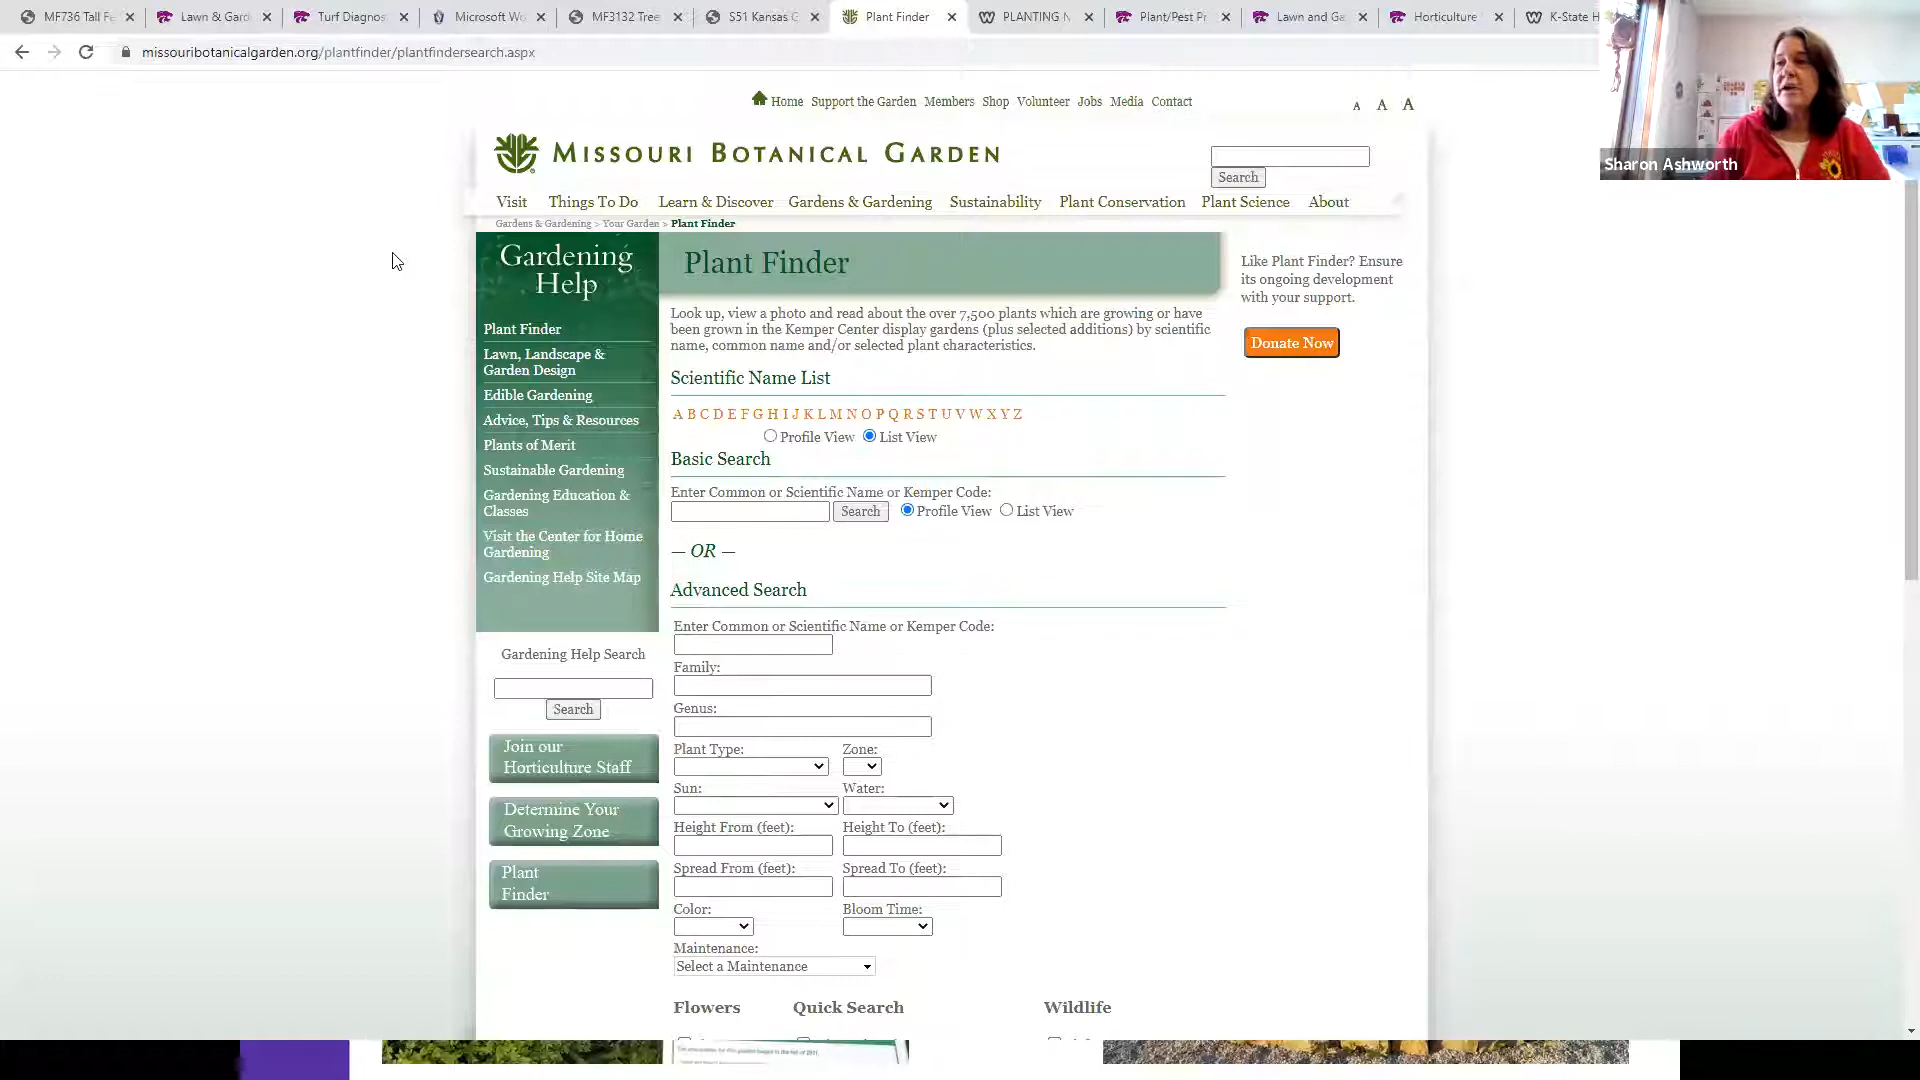 MF736 Tall Fe
Lawn & Gard
Turf Diagnos
Microsoft Wo
MF3132 Tree
S51 Kansas G
Plant Finder
PLANTING N
Plant/Pest Pr
Lawn and Ga
Horticulture
K-State H
missouribotanicalgarden.org/plantfinder/plantfindersearch.aspx
Sharon Ashworth
Home Support the Garden Members Shop Volunteer Jobs Media Contact
A A A
MISSOURI BOTANICAL GARDEN
Search
Visit Things To Do Learn & Discover Gardens & Gardening Sustainability Plant Conservation Plant Science About
Gardens & Gardening > Your Garden > Plant Finder
Gardening
Help
Plant Finder
Lawn, Landscape &
Garden Design
Edible Gardening
Advice, Tips & Resources
Plants of Merit
Sustainable Gardening
Gardening Education &
Classes
Visit the Center for Home
Gardening
Gardening Help Site Map
Gardening Help Search
Search
Join our
Horticulture Staff
Determine Your
Growing Zone
Plant
Finder
Plant Finder
Look up, view a photo and read about the over 7,500 plants which are growing or have
been grown in the Kemper Center display gardens (plus selected additions) by scientific
name, common name and/or selected plant characteristics.
Scientific Name List
A B C D E F G H I J K L M N O P Q R S T U V W X Y Z
Profile View List View
Basic Search
Enter Common or Scientific Name or Kemper Code:
Search Profile View List View
— OR —
Advanced Search
Enter Common or Scientific Name or Kemper Code:
Family:
Genus:
Plant Type: Zone:
Sun: Water:
Height From (feet): Height To (feet):
Spread From (feet): Spread To (feet):
Color: Bloom Time:
Maintenance:
Select a Maintenance
Flowers Quick Search Wildlife
Like Plant Finder? Ensure
its ongoing development
with your support.
Donate Now